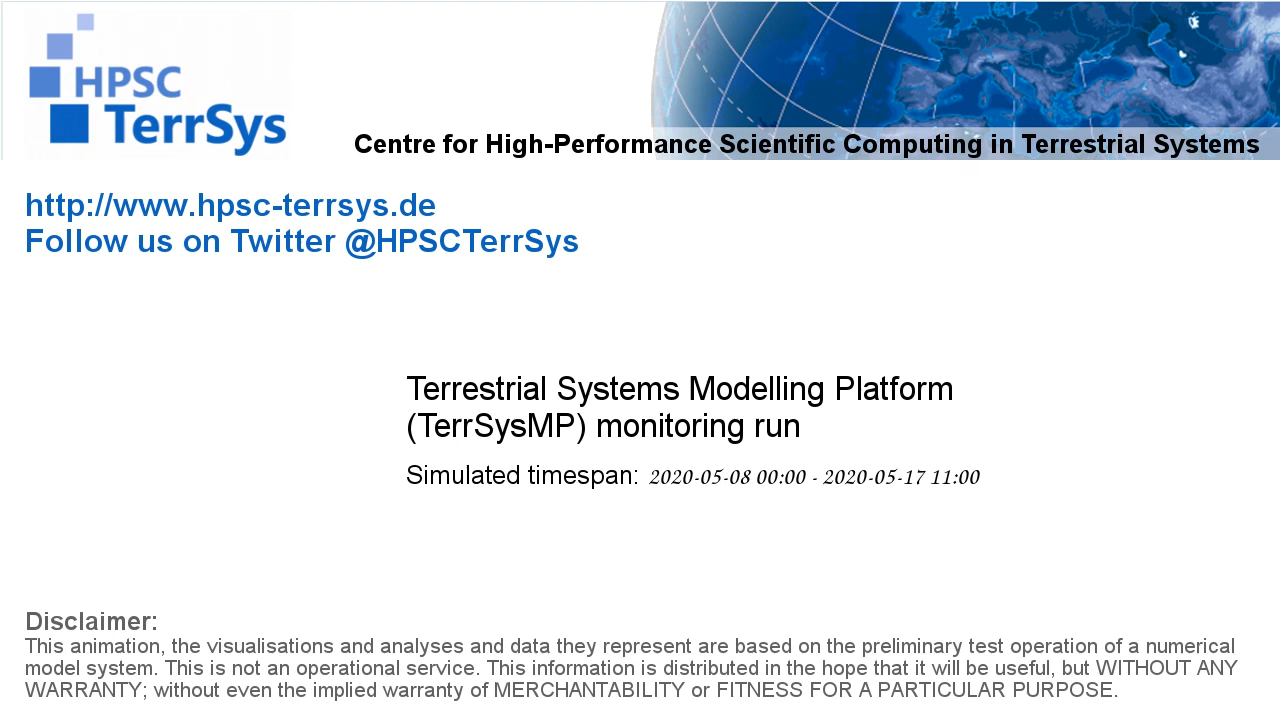 HPSC
TerrSys
Centre for High-Performance Scientific Computing in Terrestrial Systems
http://www.hpsc-terrsys.de
Follow us on Twitter @HPSCTerrSys
Terrestrial Systems Modelling Platform
(TerrSysMP) monitoring run
Simulated timespan: 2020-05-08 00:00 - 2020-05-17 11:00
Disclaimer:
This animation, the visualisations and analyses and data they represent are based on the preliminary test operation of a numerical
model system. This is not an operational service. This information is distributed in the hope that it will be useful, but WITHOUT ANY
WARRANTY; without even the implied warranty of MERCHANTABILITY or FITNESS FOR A PARTICULAR PURPOSE.